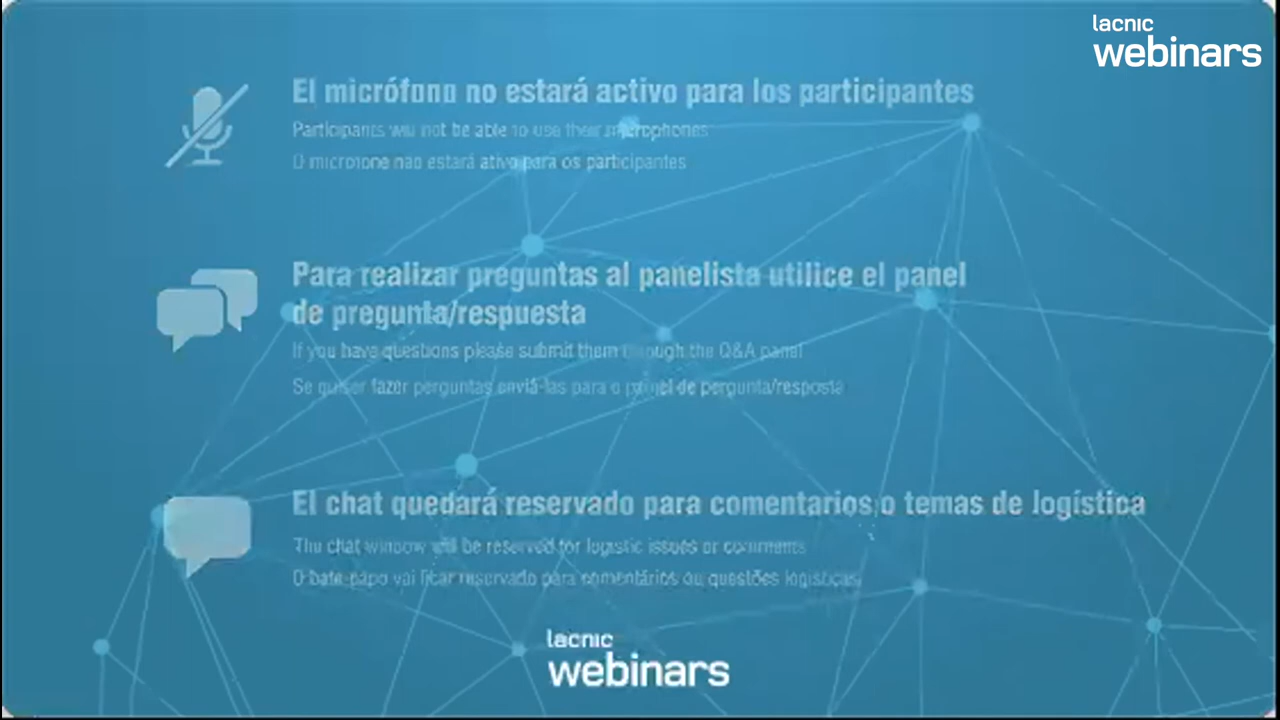 lacnic
webinars
El micrófono no estará activo para los participantes
Participants will not be able to use their microphones
O microfone não estará ativo para os participantes
Para realizar preguntas al panelista utilice el panel
de pregunta/respuesta
If you have questions please submit them through the Q&A panel
Se quiser fazer perguntas enviá-las para o painel de pergunta/resposta
El chat quedará reservado para comentarios o temas de logística
The chat window will be reserved for logistic issues or comments
O bate-papo vai ficar reservado para comentários ou questões logísticas
lacnic
webinars